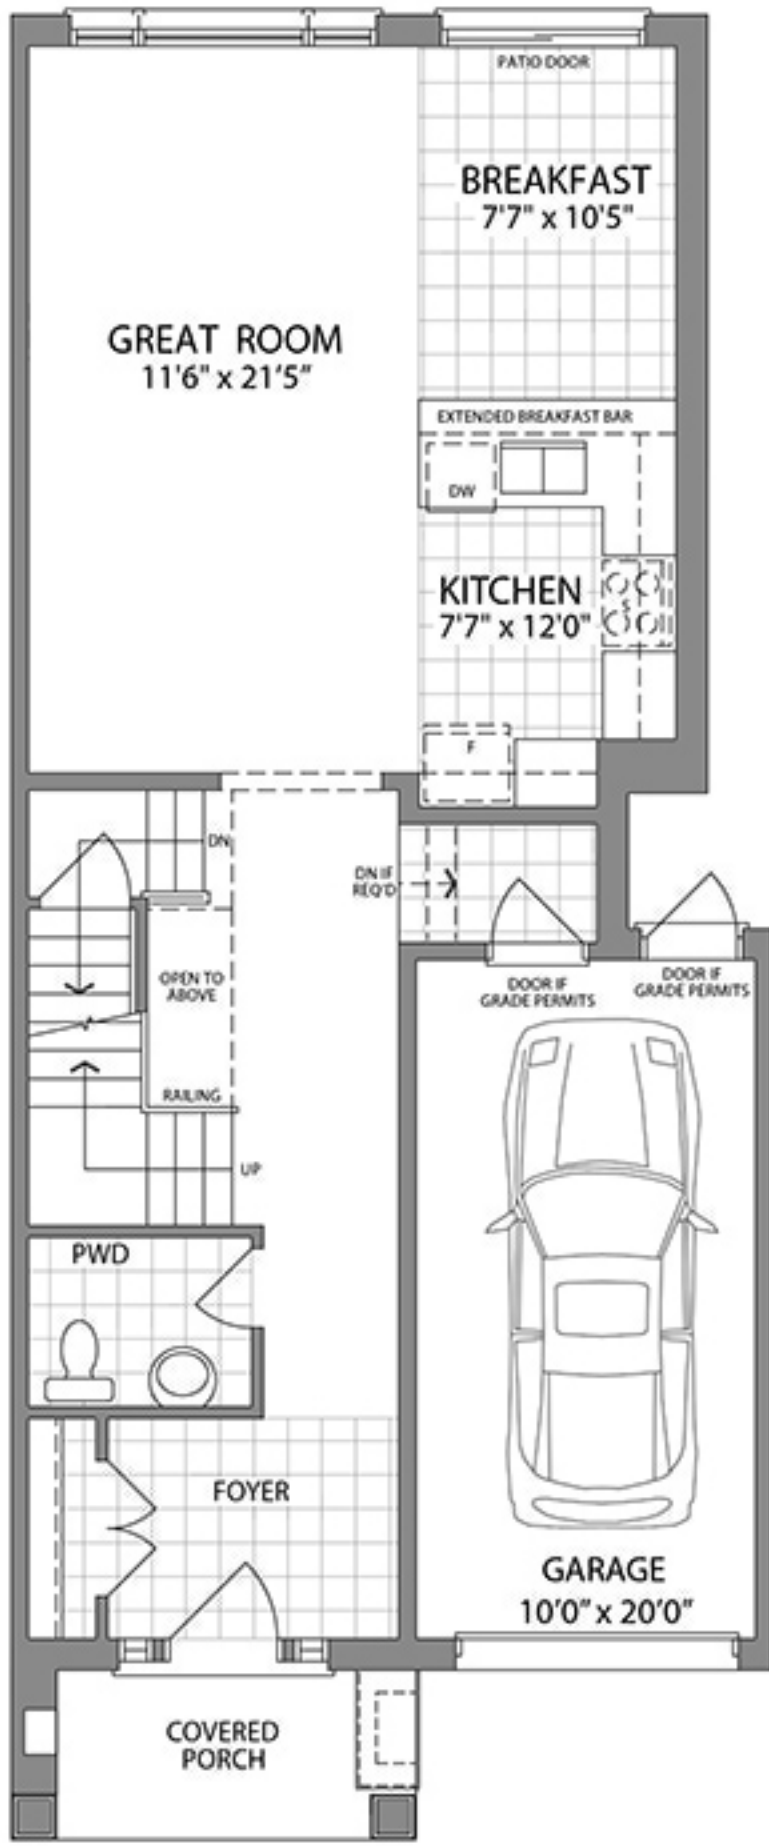 PATIO DOOR
BREAKFAST
7'7" x 10'5"
GREAT ROOM
11'6" x 21'5"
EXTENDED BREAKFAST BAR
DW
KITCHEN
7'7" x 12'0"
S
F
DN
DN IF
REQ'D
OPEN TO
ABOVE
DOOR IF
GRADE PERMITS
DOOR IF
GRADE PERMITS
RAILING
UP
PWD
FOYER
GARAGE
10'0" x 20'0"
COVERED
PORCH